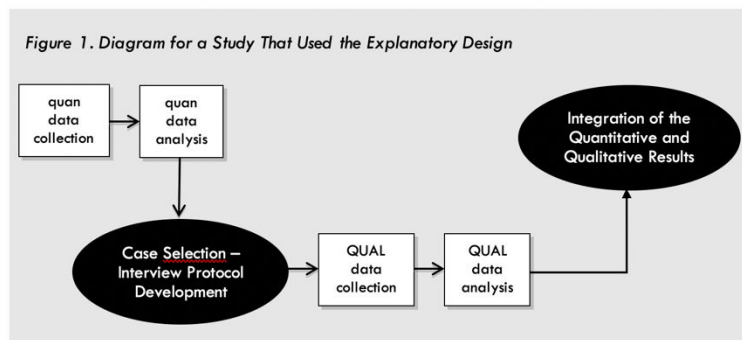 Figure 1. Diagram for a Study That Used the Explanatory Design
quan
data
collection
quan
data
analysis
Case Selection –
Interview Protocol
Development
QUAL
data
collection
QUAL
data
analysis
Integration of the
Quantitative and
Qualitative Results